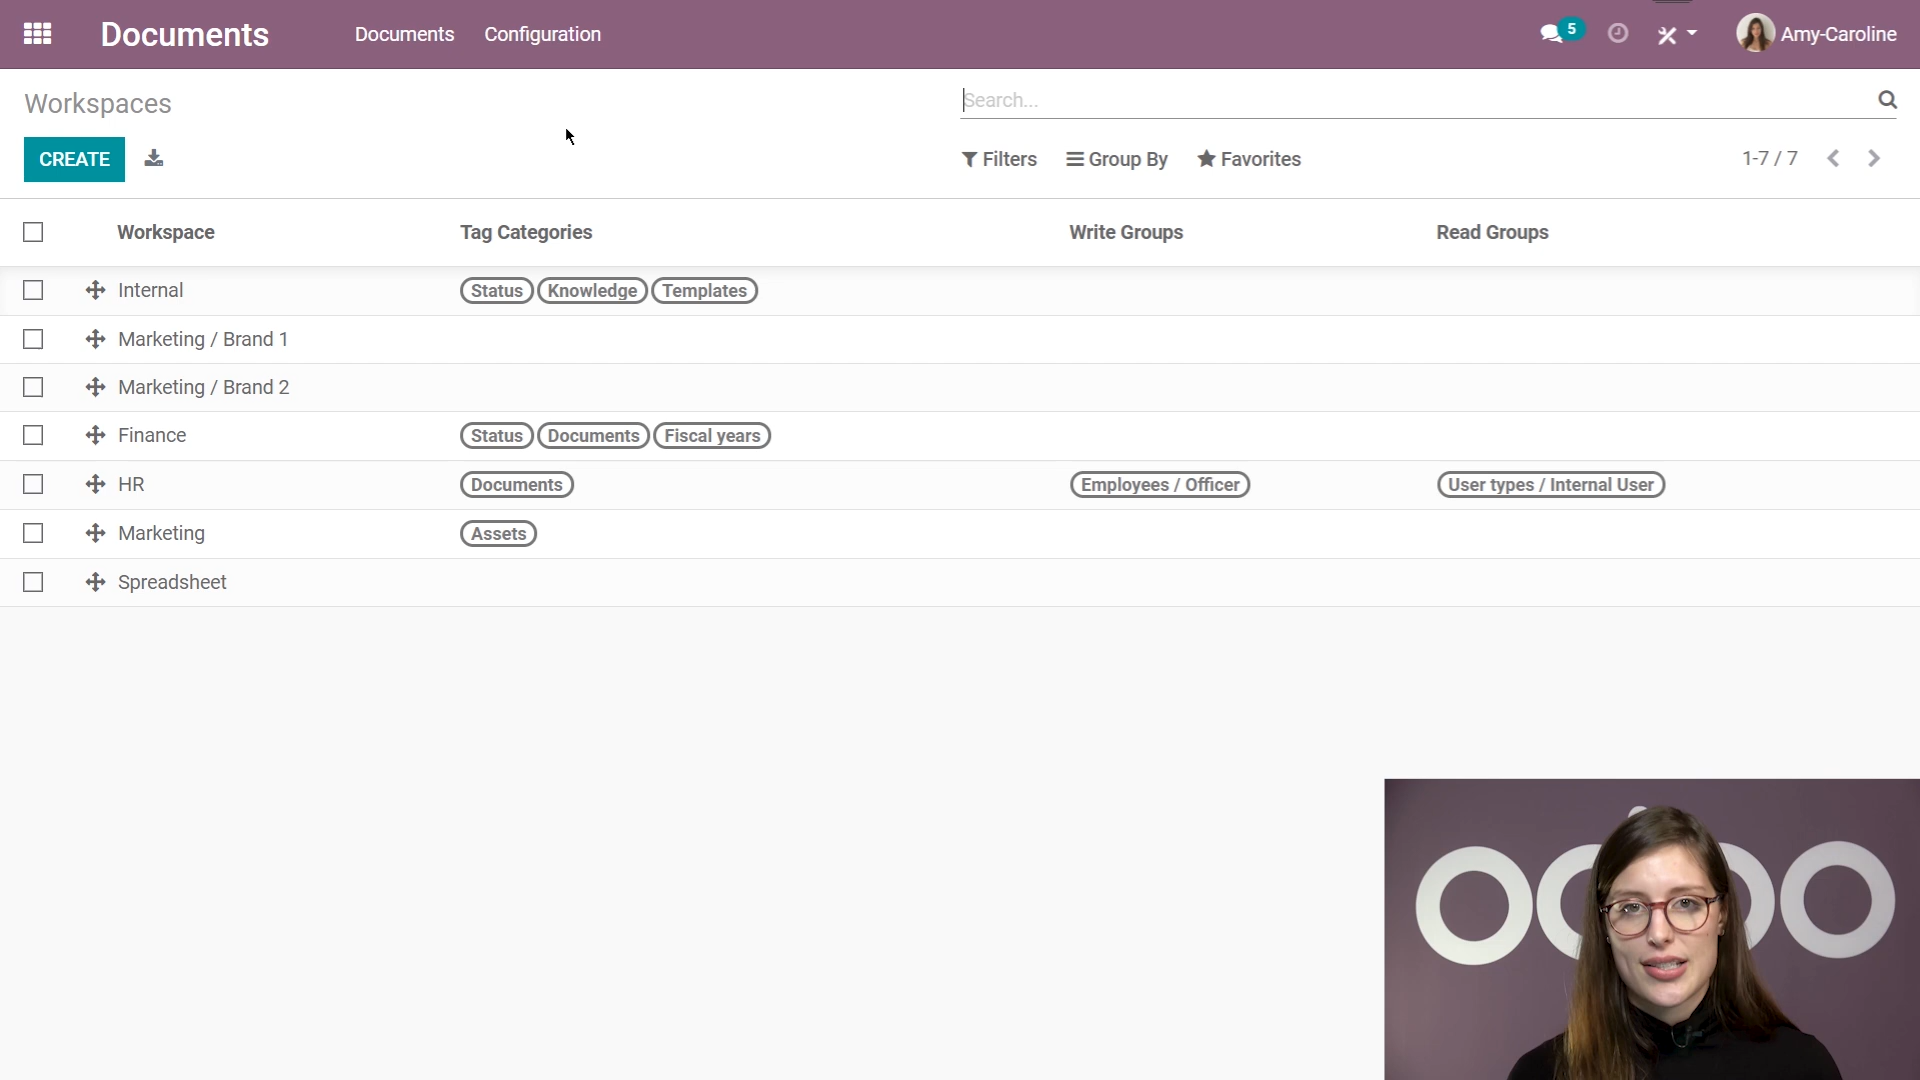 Documents
Documents
Configuration
5
Amy-Caroline
Workspaces
Search...
CREATE
Filters
Group By
Favorites
1-7 / 7
Workspace
Tag Categories
Write Groups
Read Groups
Internal
Status
Knowledge
Templates
Marketing / Brand 1
Marketing / Brand 2
Finance
Status
Documents
Fiscal years
HR
Documents
Employees / Officer
User types / Internal User
Marketing
Assets
Spreadsheet
odoo